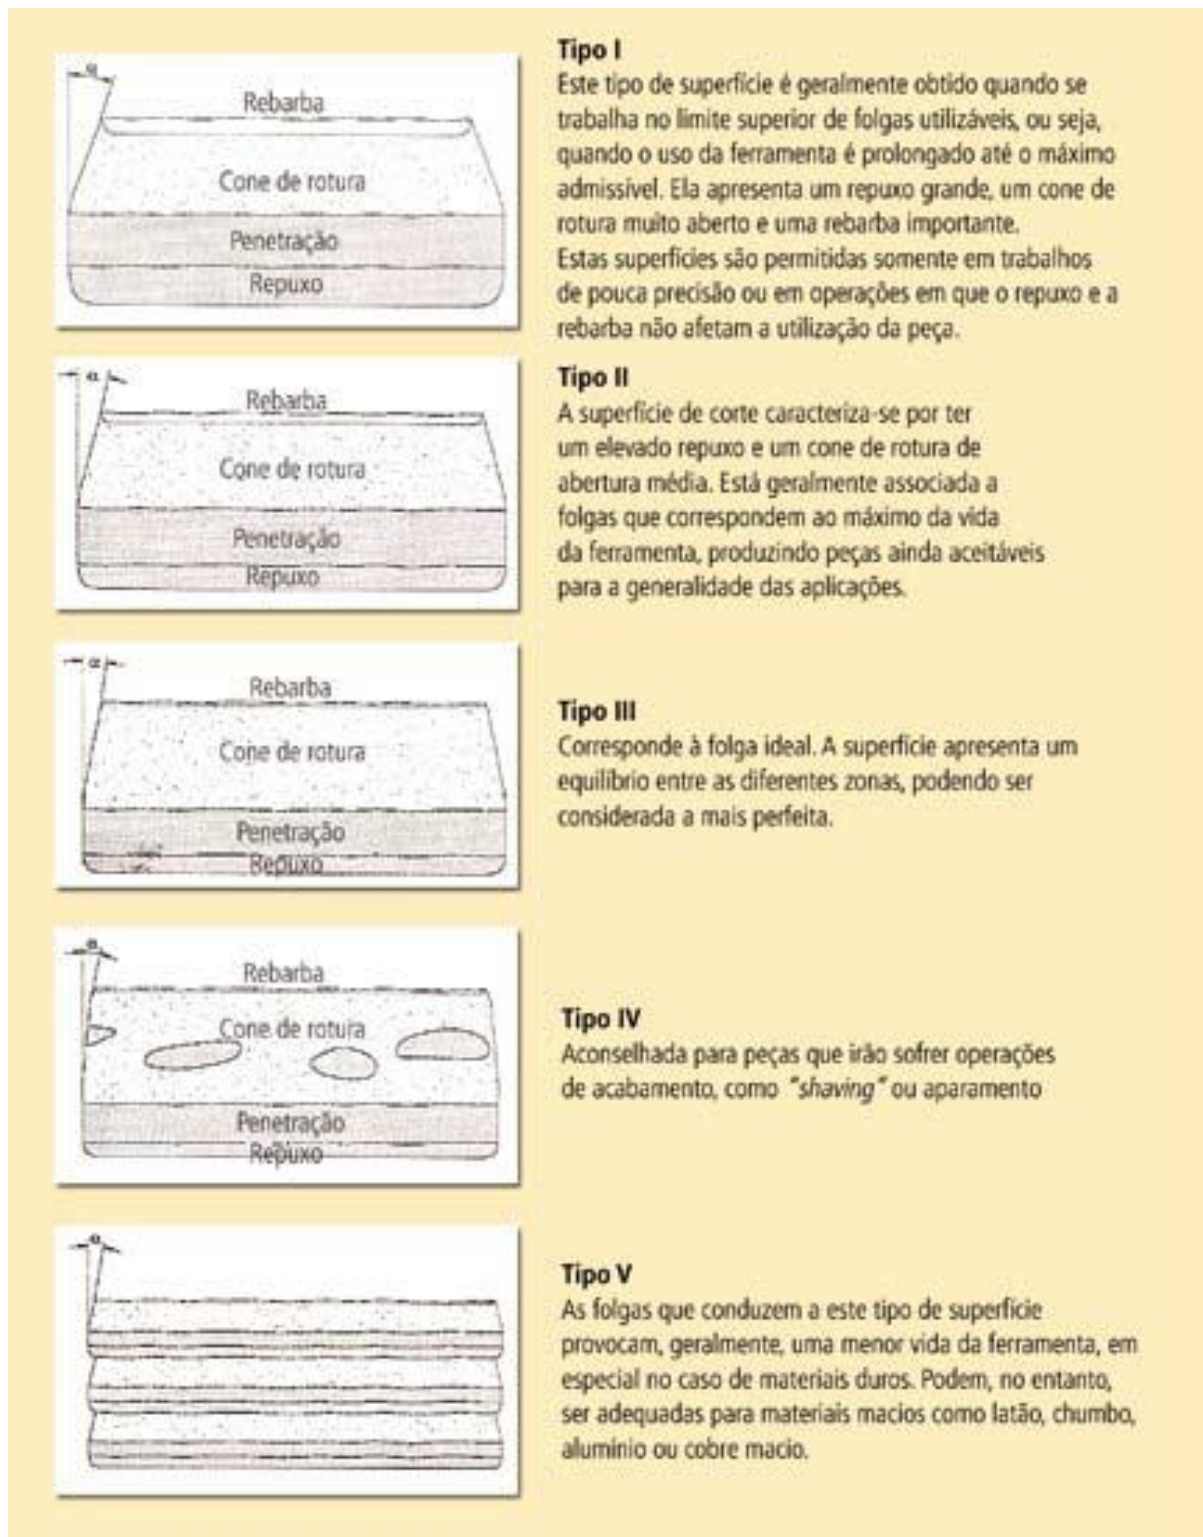 α
Rebarba
Cone de rotura
Penetração
Repuxo
Tipo I
Este tipo de superfície é geralmente obtido quando se
trabalha no limite superior de folgas utilizáveis, ou seja,
quando o uso da ferramenta é prolongado até o máximo
admissível. Ela apresenta um repuxo grande, um cone de
rotura muito aberto e uma rebarba importante.
Estas superfícies são permitidas somente em trabalhos
de pouca precisão ou em operações em que o repuxo e a
rebarba não afetam a utilização da peça.
α
Rebarba
Cone de rotura
Penetração
Repuxo
Tipo II
A superfície de corte caracteriza-se por ter
um elevado repuxo e um cone de rotura de
abertura média. Está geralmente associada a
folgas que correspondem ao máximo da vida
da ferramenta, produzindo peças ainda aceitáveis
para a generalidade das aplicações.
α
Rebarba
Cone de rotura
Penetração
Repuxo
Tipo III
Corresponde à folga ideal. A superfície apresenta um
equilíbrio entre as diferentes zonas, podendo ser
considerada a mais perfeita.
α
Rebarba
Cone de rotura
Penetração
Repuxo
Tipo IV
Aconselhada para peças que irão sofrer operações
de acabamento, como "shaving" ou aparamento
α
Tipo V
As folgas que conduzem a este tipo de superfície
provocam, geralmente, uma menor vida da ferramenta, em
especial no caso de materiais duros. Podem, no entanto,
ser adequadas para materiais macios como latão, chumbo,
alumínio ou cobre macio.